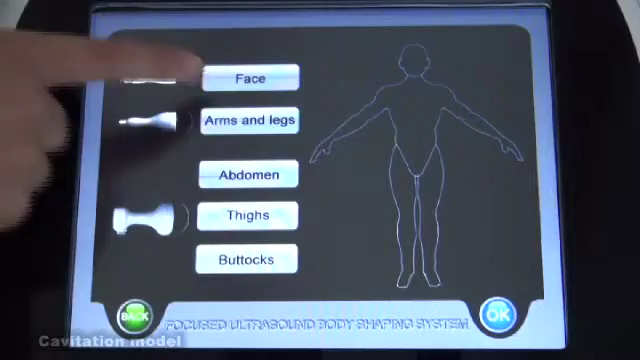 Face
Arms and legs
Abdomen
Thighs
Buttocks
BACK
FOCUSED ULTRASOUND BODY SHAPING SYSTEM
OK
Cavitation model